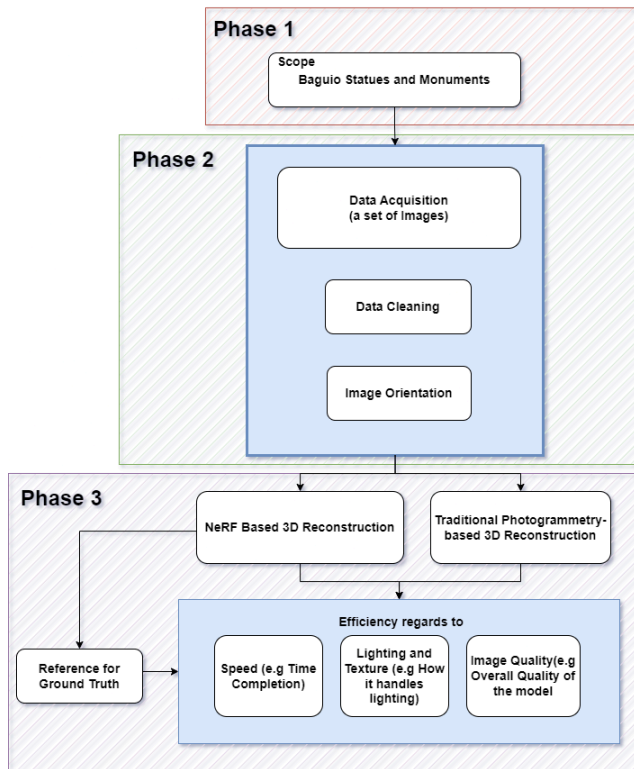 Phase 1
Scope
Baguio Statues and Monuments
Phase 2
Data Acquisition
(a set of Images)
Data Cleaning
Image Orientation
Phase 3
NeRF Based 3D Reconstruction
Traditional Photogrammetry-
based 3D Reconstruction
Efficiency regards to
Reference for
Ground Truth
Speed (e.g Time
Completion)
Lighting and
Texture (e.g How
it handles
lighting)
Image Quality(e.g
Overall Quality of
the model